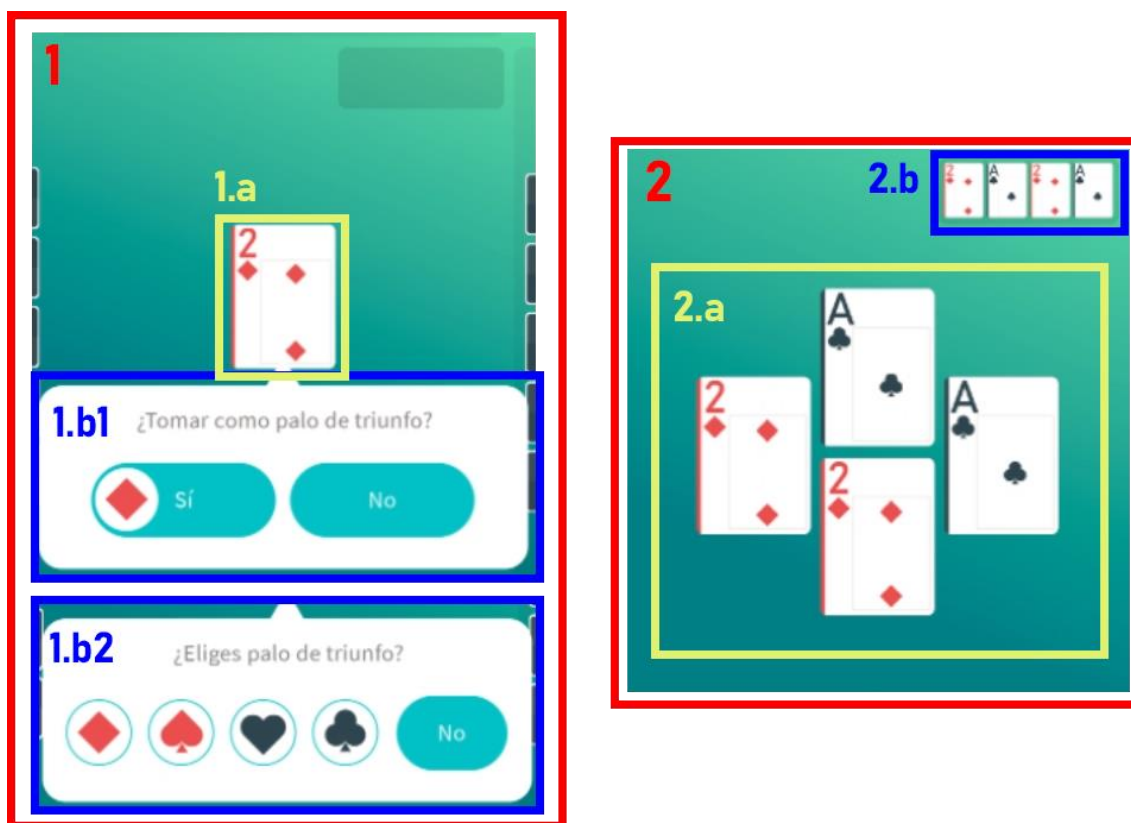 1
1.a
2
1.b1
¿Tomar como palo de triunfo?
Sí No
1.b2
¿Eliges palo de triunfo?
No
2
2.b
2 A 2 A
2.a
A
2
A
2